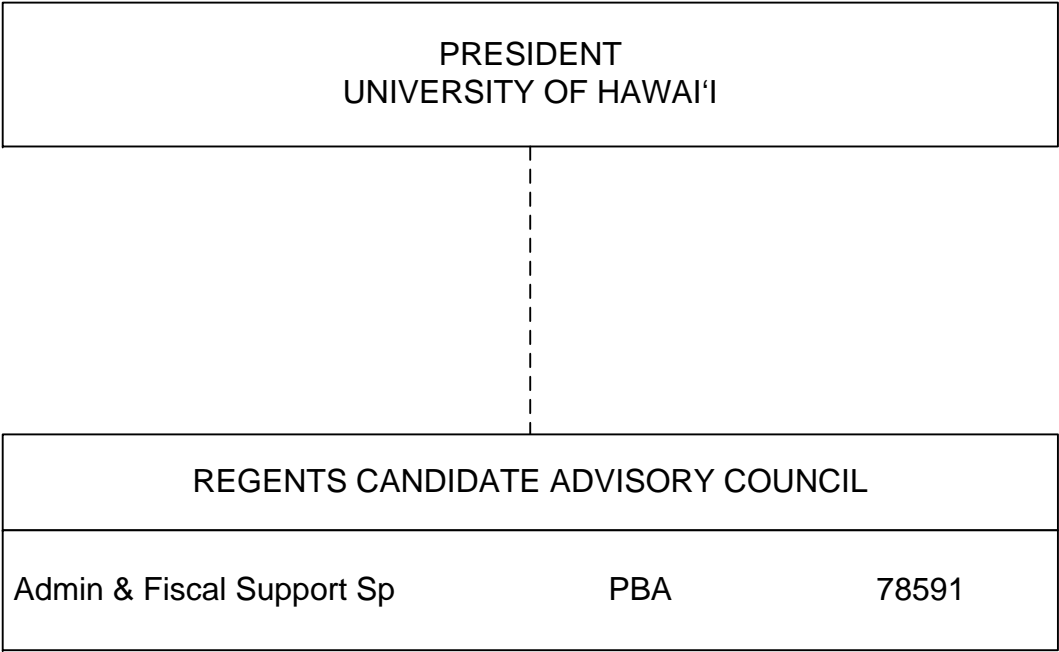 PRESIDENT
UNIVERSITY OF HAWAI‘I
REGENTS CANDIDATE ADVISORY COUNCIL
Admin & Fiscal Support Sp PBA 78591